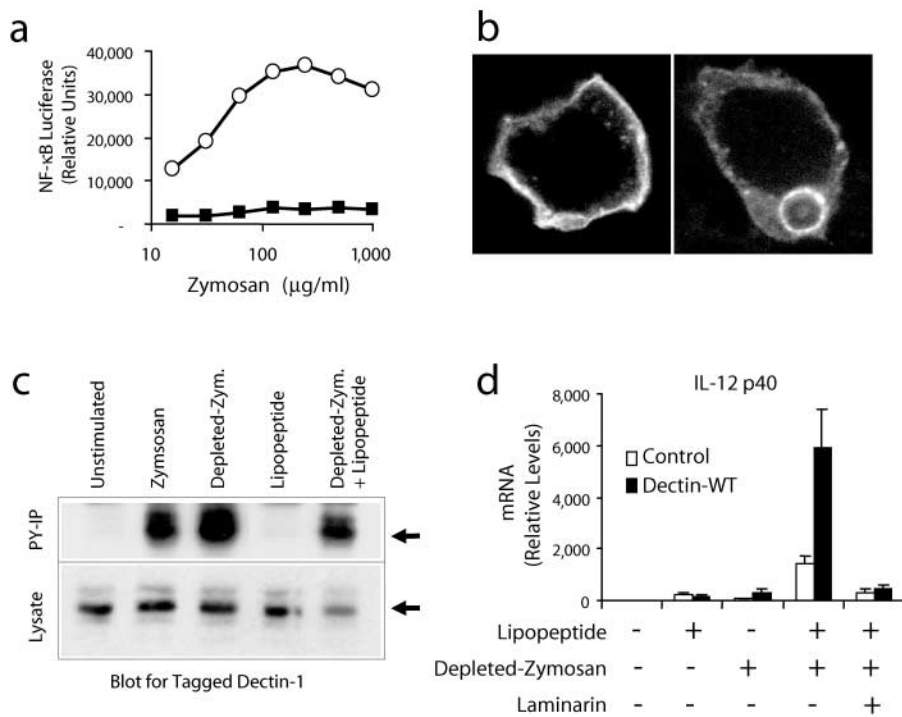 a
NF-κB Luciferase
(Relative Units)
40,000
30,000
20,000
10,000
-
10 100 1,000
Zymosan (μg/ml)
b
c
Unstimulated
Zymsosan
Depleted-Zym.
Lipopeptide
Depleted-Zym.
+ Lipopeptide
PY-IP
Lysate
Blot for Tagged Dectin-1
d
IL-12 p40
mRNA
(Relative Levels)
8,000
6,000
4,000
2,000
0
Control
Dectin-WT
Lipopeptide - + - + +
Depleted-Zymosan - - + + +
Laminarin - - - - +